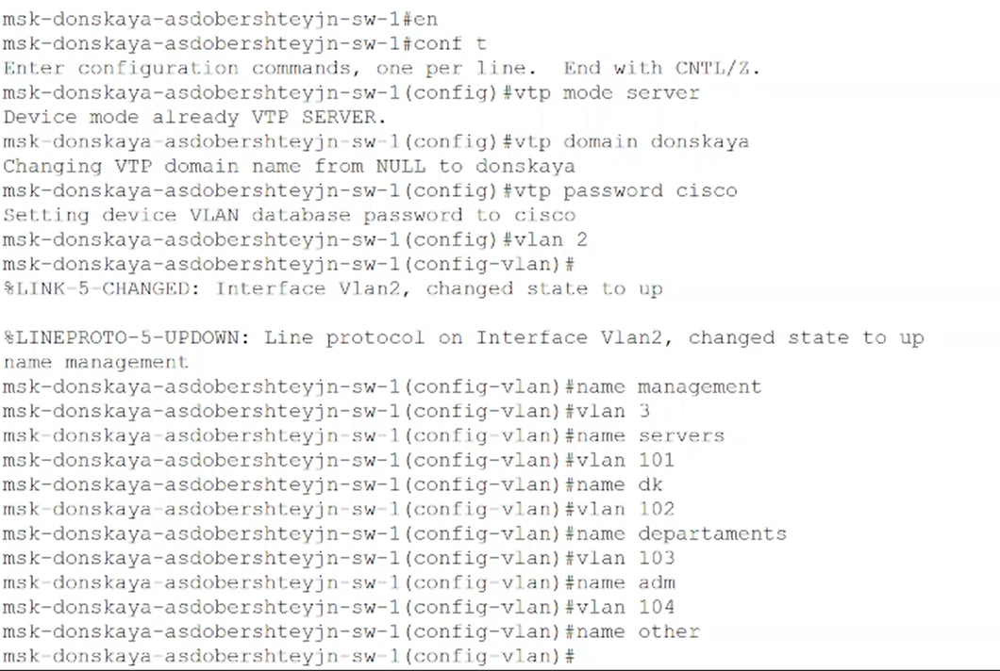 msk-donskaya-asdobershteyjn-sw-1#en
msk-donskaya-asdobershteyjn-sw-1#conf t
Enter configuration commands, one per line.  End with CNTL/Z.
msk-donskaya-asdobershteyjn-sw-1(config)#vtp mode server
Device mode already VTP SERVER.
msk-donskaya-asdobershteyjn-sw-1(config)#vtp domain donskaya
Changing VTP domain name from NULL to donskaya
msk-donskaya-asdobershteyjn-sw-1(config)#vtp password cisco
Setting device VLAN database password to cisco
msk-donskaya-asdobershteyjn-sw-1(config)#vlan 2
msk-donskaya-asdobershteyjn-sw-1(config-vlan)#
%LINK-5-CHANGED: Interface Vlan2, changed state to up
%LINEPROTO-5-UPDOWN: Line protocol on Interface Vlan2, changed state to up
name management
msk-donskaya-asdobershteyjn-sw-1(config-vlan)#name management
msk-donskaya-asdobershteyjn-sw-1(config-vlan)#vlan 3
msk-donskaya-asdobershteyjn-sw-1(config-vlan)#name servers
msk-donskaya-asdobershteyjn-sw-1(config-vlan)#vlan 101
msk-donskaya-asdobershteyjn-sw-1(config-vlan)#name dk
msk-donskaya-asdobershteyjn-sw-1(config-vlan)#vlan 102
msk-donskaya-asdobershteyjn-sw-1(config-vlan)#name departaments
msk-donskaya-asdobershteyjn-sw-1(config-vlan)#vlan 103
msk-donskaya-asdobershteyjn-sw-1(config-vlan)#name adm
msk-donskaya-asdobershteyjn-sw-1(config-vlan)#vlan 104
msk-donskaya-asdobershteyjn-sw-1(config-vlan)#name other
msk-donskaya-asdobershteyjn-sw-1(config-vlan)#